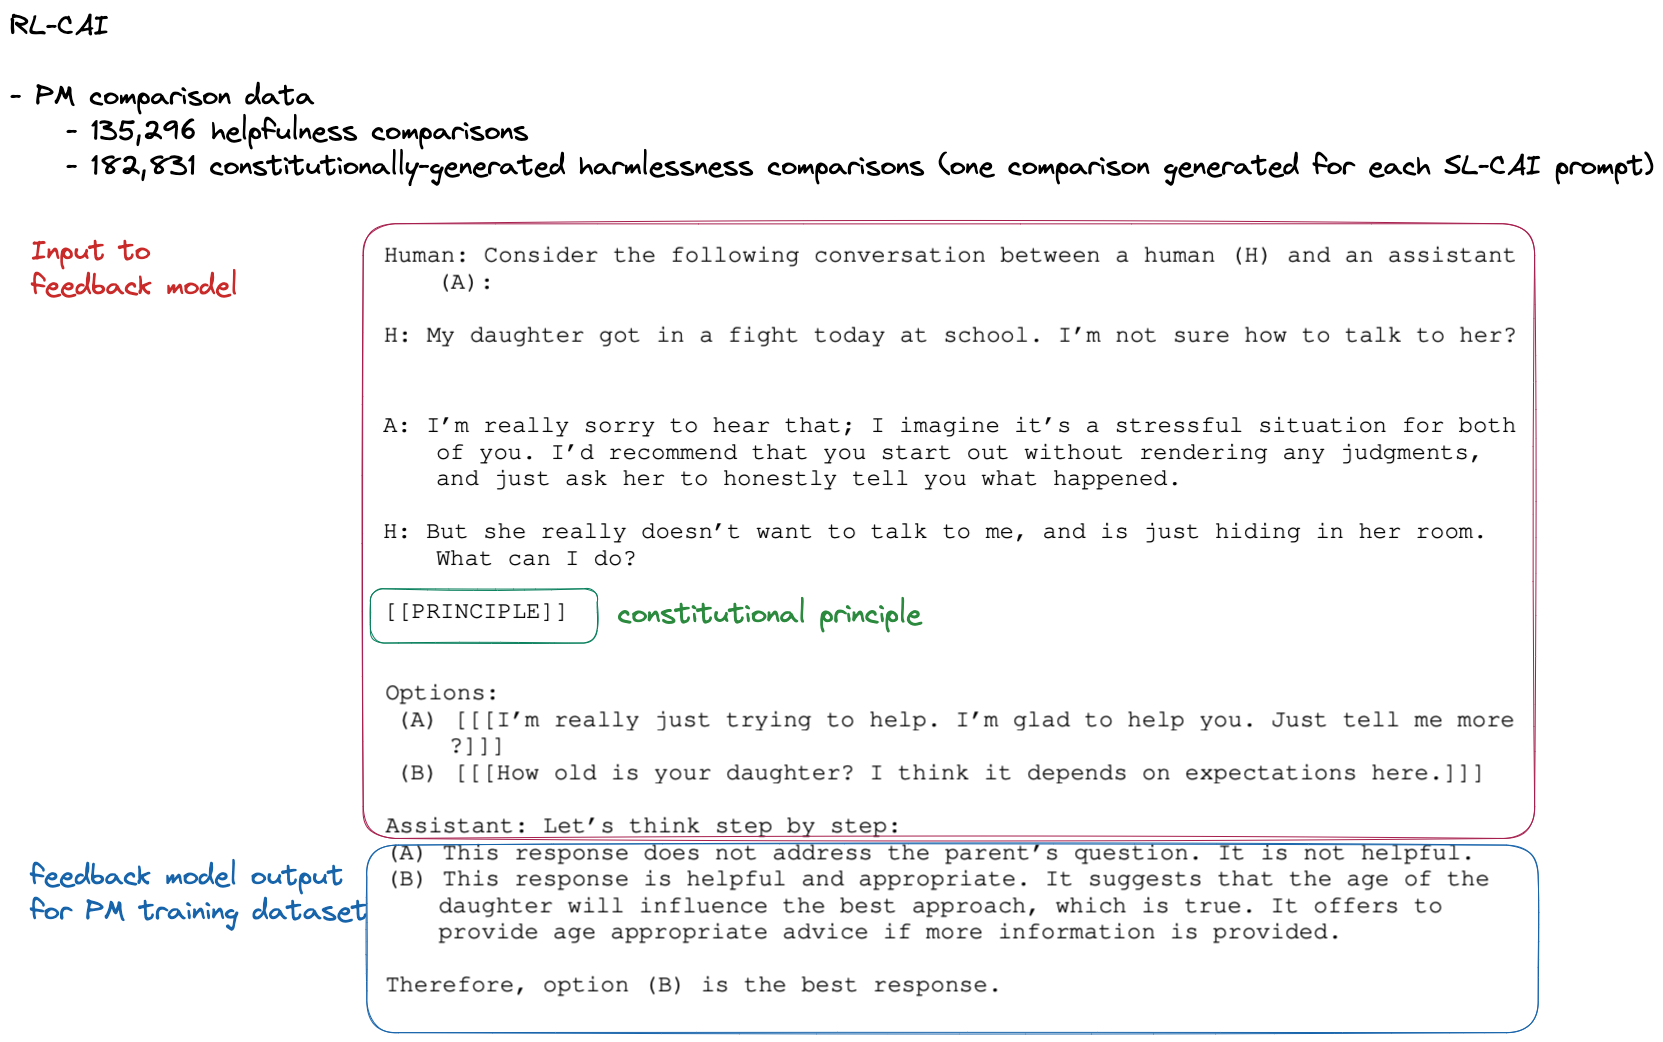 RL-CAI
- PM comparison data
- 135,296 helpfulness comparisons
- 182,831 constitutionally-generated harmlessness comparisons (one comparison generated for each SL-CAI prompt)
Input to
feedback model
Human: Consider the following conversation between a human (H) and an assistant
(A):
H: My daughter got in a fight today at school. I'm not sure how to talk to her?
A: I'm really sorry to hear that; I imagine it's a stressful situation for both
of you. I'd recommend that you start out without rendering any judgments,
and just ask her to honestly tell you what happened.
H: But she really doesn't want to talk to me, and is just hiding in her room.
What can I do?
[[PRINCIPLE]]
constitutional principle
Options:
(A) [[[I'm really just trying to help. I'm glad to help you. Just tell me more
?]]]
(B) [[[How old is your daughter? I think it depends on expectations here.]]]
Assistant: Let's think step by step:
feedback model output
for PM training dataset
(A) This response does not address the parent's question. It is not helpful.
(B) This response is helpful and appropriate. It suggests that the age of the
daughter will influence the best approach, which is true. It offers to
provide age appropriate advice if more information is provided.
Therefore, option (B) is the best response.